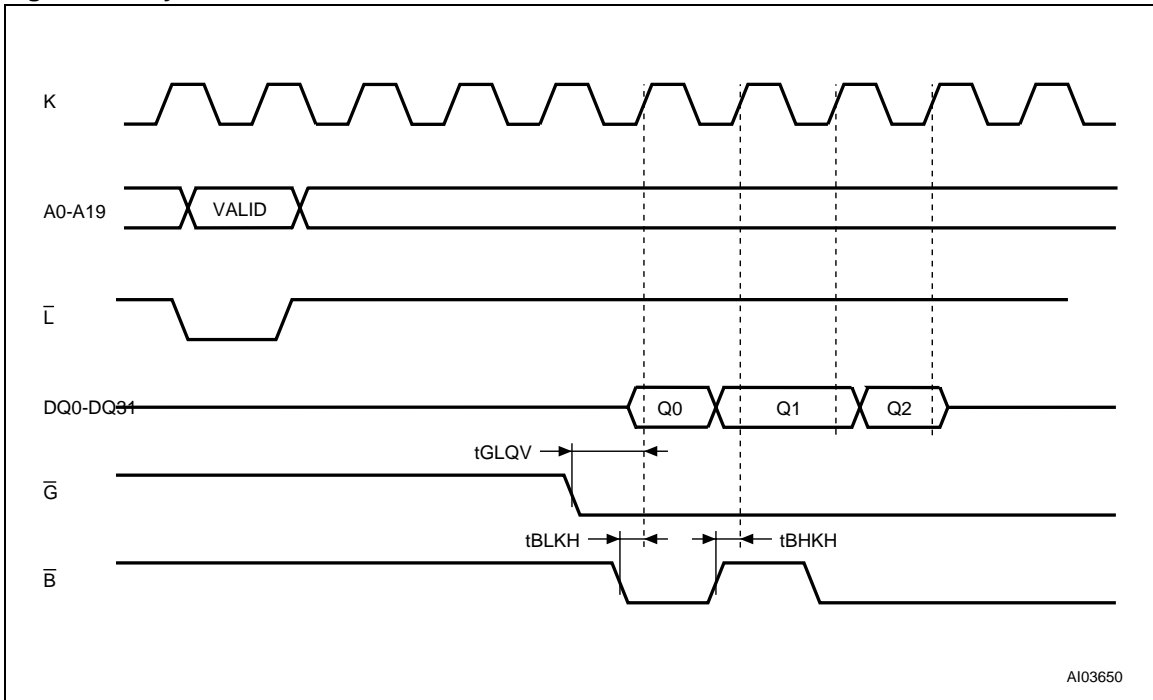 K
A0-A19
VALID
L̅
DQ0-DQ31
Q0
Q1
Q2
tGLQV
G̅
tBLKH
tBHKH
B̅
AI03650